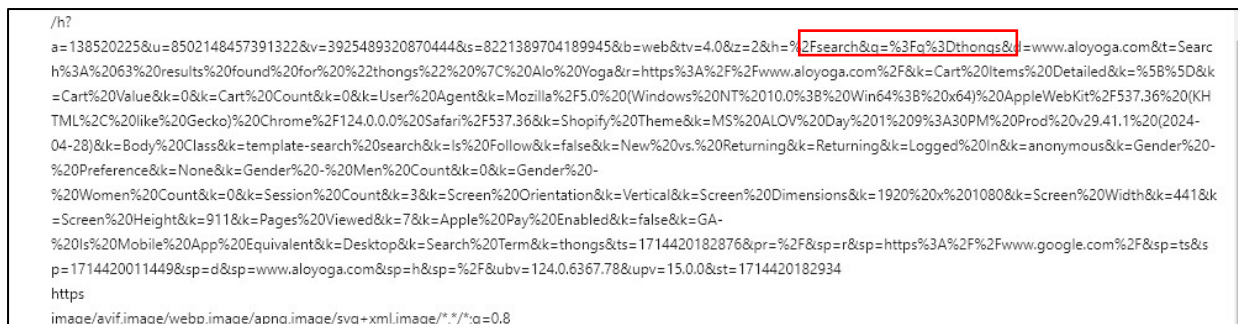 /h?
a=138520225&u=8502148457391322&v=3925489320870444&s=8221389704189945&b=web&tv=4.0&z=2&h=%2Fsearch&q=%3Fq%3Dthongs&d=www.aloyoga.com&t=Searc
h%3A%2063%20results%20found%20for%20%22thongs%22%20%7C%20Alo%20Yoga&r=https%3A%2F%2Fwww.aloyoga.com%2F&k=Cart%20Items%20Detailed&k=%5B%5D&k
=Cart%20Value&k=0&k=Cart%20Count&k=0&k=User%20Agent&k=Mozilla%2F5.0%20(Windows%20NT%2010.0%3B%20Win64%3B%20x64)%20AppleWebKit%2F537.36%20(KH
TML%2C%20like%20Gecko)%20Chrome%2F124.0.0.0%20Safari%2F537.36&k=Shopify%20Theme&k=MS%20ALOV%20Day%201%209%3A30PM%20Prod%20v29.41.1%20(2024-
04-28)&k=Body%20Class&k=template-search%20search&k=Is%20Follow&k=false&k=New%20vs.%20Returning&k=Returning&k=Logged%20In&k=anonymous&k=Gender%20-
%20Preference&k=None&k=Gender%20-%20Men%20Count&k=0&k=Gender%20-
%20Women%20Count&k=0&k=Session%20Count&k=3&k=Screen%20Orientation&k=Vertical&k=Screen%20Dimensions&k=1920%20x%201080&k=Screen%20Width&k=441&k
=Screen%20Height&k=911&k=Pages%20Viewed&k=7&k=Apple%20Pay%20Enabled&k=false&k=GA-
%20Is%20Mobile%20App%20Equivalent&k=Desktop&k=Search%20Term&k=thongs&ts=1714420182876&pr=%2F&sp=r&sp=https%3A%2F%2Fwww.google.com%2F&sp=ts&s
p=1714420011449&sp=d&sp=www.aloyoga.com&sp=h&sp=%2F&ubv=124.0.6367.78&upv=15.0.0&st=1714420182934
https
image/avif,image/webp,image/apng,image/svg+xml,image/*,*/*;q=0.8